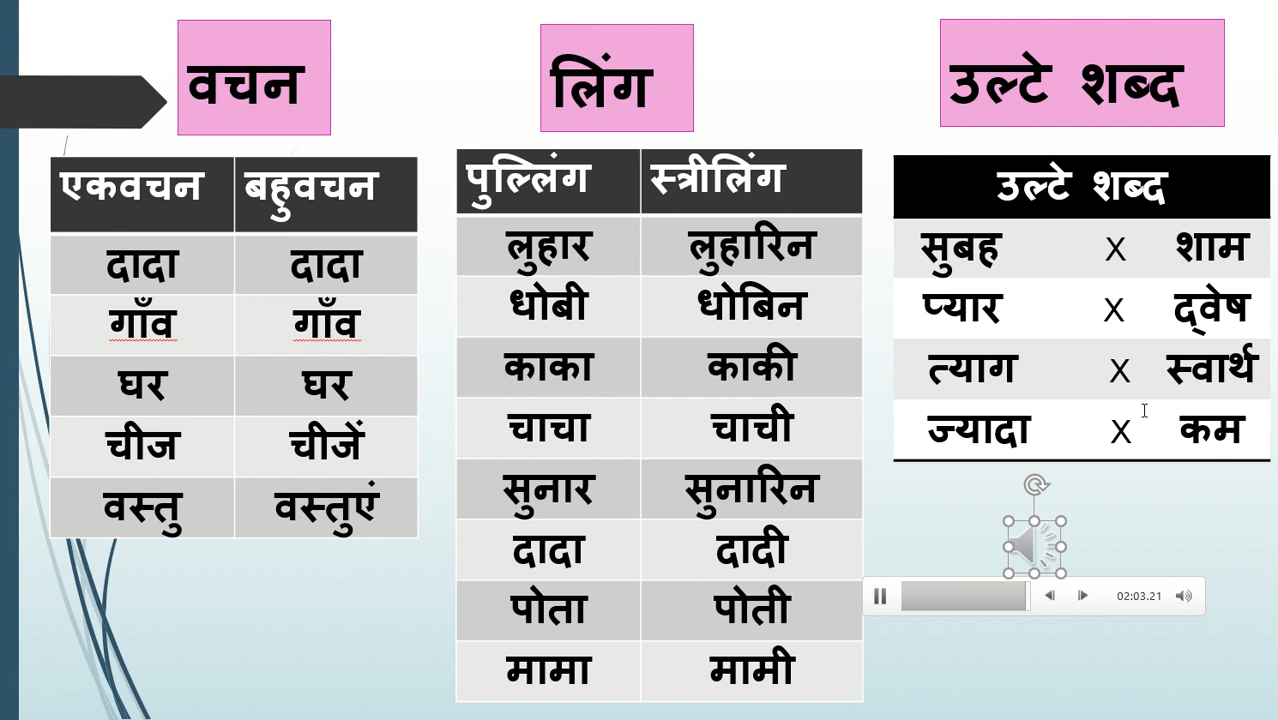 वचन
एकवचन बहुवचन
दादा दादा
गाँव गाँव
घर घर
चीज चीजें
वस्तु वस्तुएं
लिंग
पुल्लिंग स्त्रीलिंग
लुहार लुहारिन
धोबी धोबिन
काका काकी
चाचा चाची
सुनार सुनारिन
दादा दादी
पोता पोती
मामा मामी
उल्टे शब्द
उल्टे शब्द
सुबह X शाम
प्यार X द्वेष
त्याग X स्वार्थ
ज्यादा X कम
02:03.21